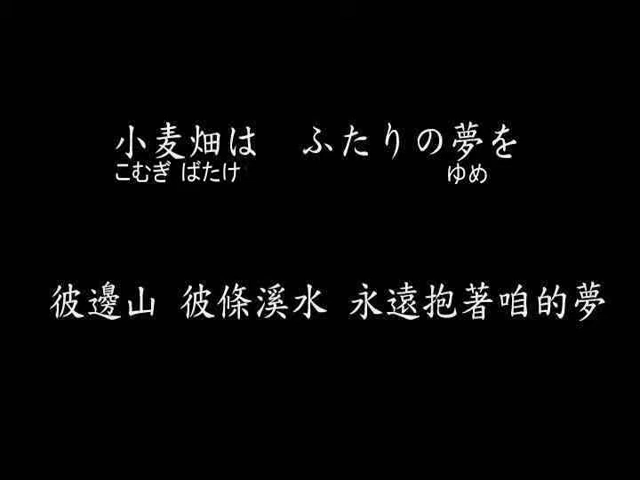 小麦畑は　ふたりの夢を
こむぎ ばたけ ゆめ
彼邊山 彼條溪水 永遠抱著咱的夢